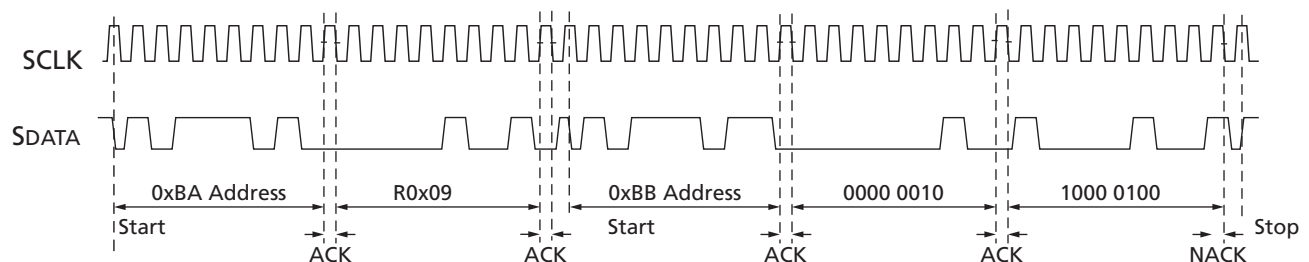 SCLK
SDATA
0xBA Address R0x09 0xBB Address 0000 0010 1000 0100
Start Start Stop
ACK ACK ACK ACK NACK